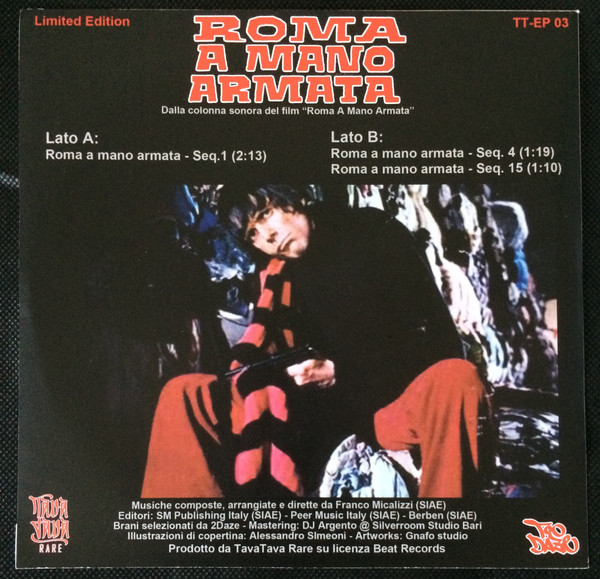 Limited Edition
TT-EP 03
ROMA
A MANO
ARMATA
Dalla colonna sonora del film "Roma A Mano Armata"
Lato A:
Roma a mano armata - Seq.1 (2:13)
Lato B:
Roma a mano armata - Seq. 4 (1:19)
Roma a mano armata - Seq. 15 (1:10)
Musiche composte, arrangiate e dirette da Franco Micalizzi (SIAE)
Editori: SM Publishing Italy (SIAE) - Peer Music Italy (SIAE) - Berben (SIAE)
Brani selezionati da 2Daze - Mastering: DJ Argento @ Silverroom Studio Bari
Illustrazioni di copertina: Alessandro SImeoni - Artworks: Gnafo studio
Prodotto da TavaTava Rare su licenza Beat Records
TAVA
TAVA
RARE
TWO
DAZE